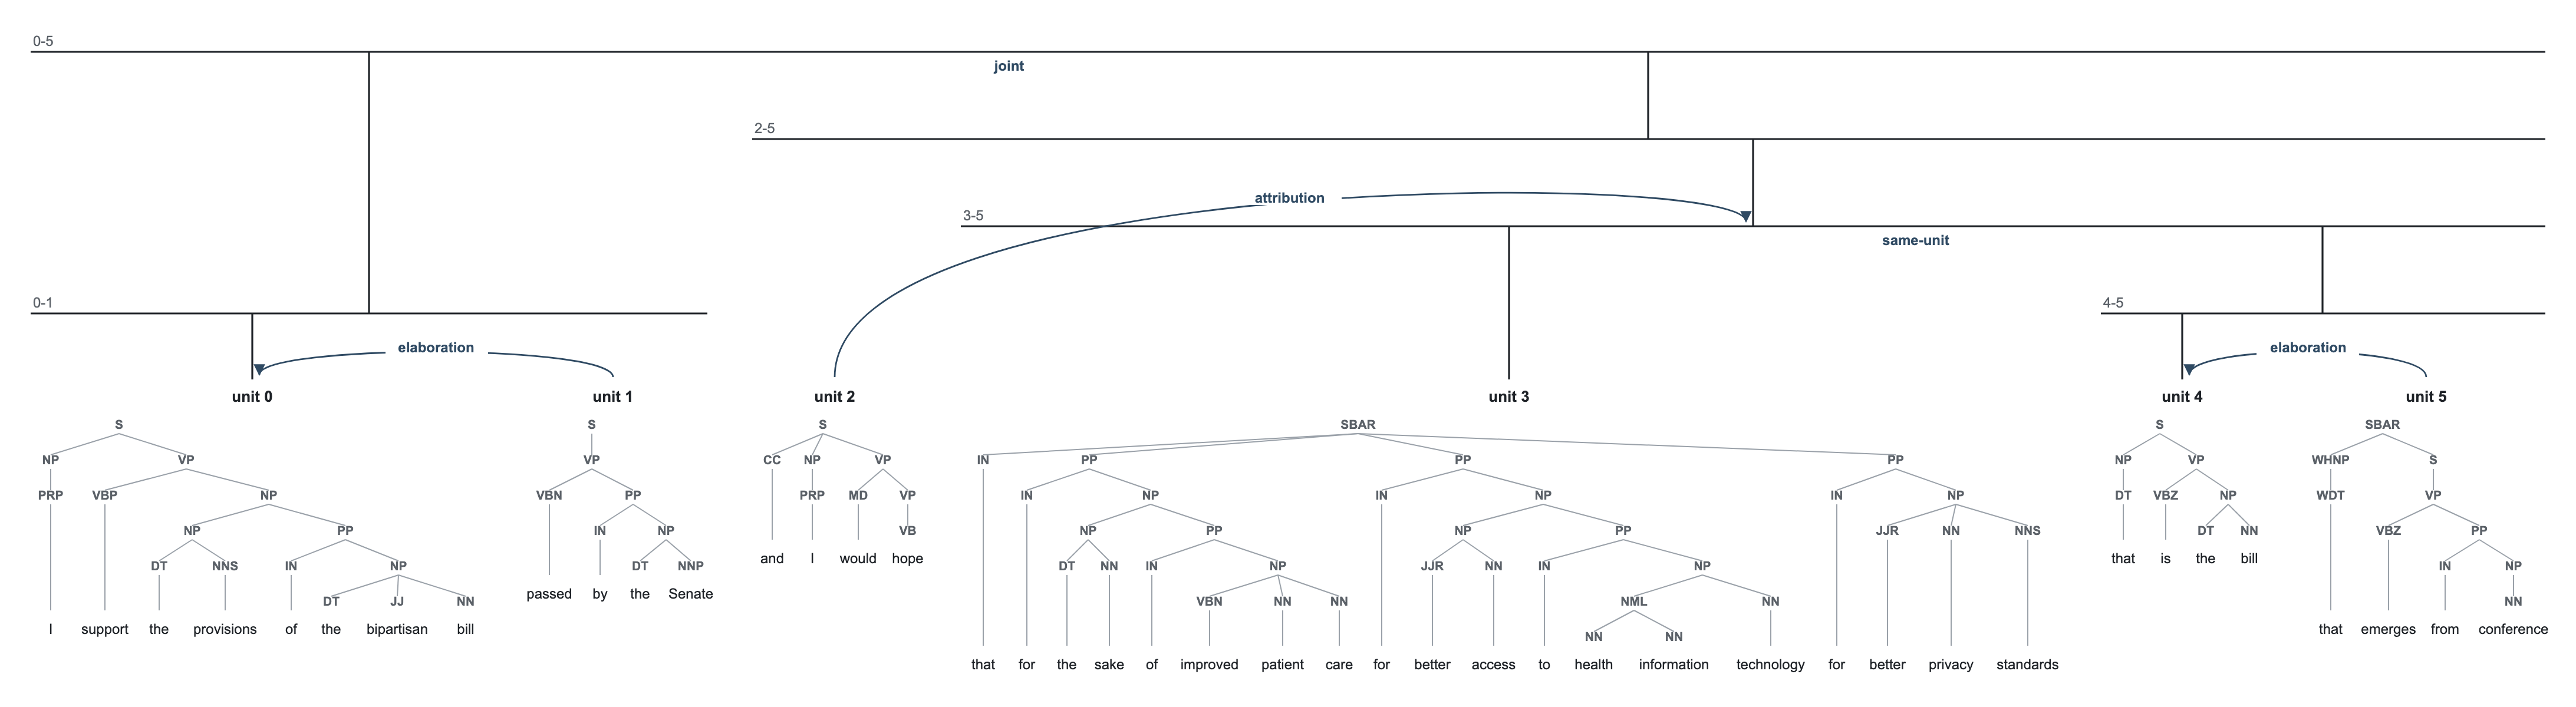 0-5
joint
2-5
attribution
3-5
same-unit
0-1
4-5
elaboration
elaboration
unit 0 unit 1 unit 2 unit 3 unit 4 unit 5
S S S SBAR S SBAR
NP VP VP CC NP VP IN PP PP PP NP VP WHNP S
PRP VBP NP VBN PP PRP MD VP IN NP IN NP IN NP DT VBZ NP WDT VP
NP PP IN NP VB NP PP NP PP JJR NN NNS DT NN VBZ PP
and I would hope that is the bill
DT NNS IN NP DT NNP DT NN IN NP JJR NN IN NP IN NP
passed by the Senate
DT JJ NN VBN NN NN NML NN NN
I support the provisions of the bipartisan bill that emerges from conference
NN NN
that for the sake of improved patient care for better access to health information technology for better privacy standards